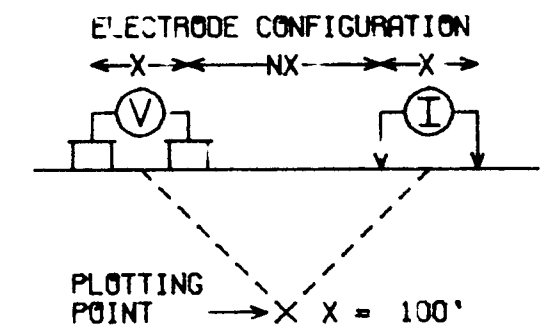 ELECTRODE CONFIGURATION
X NX X
V I
PLOTTING
POINT X X = 100'